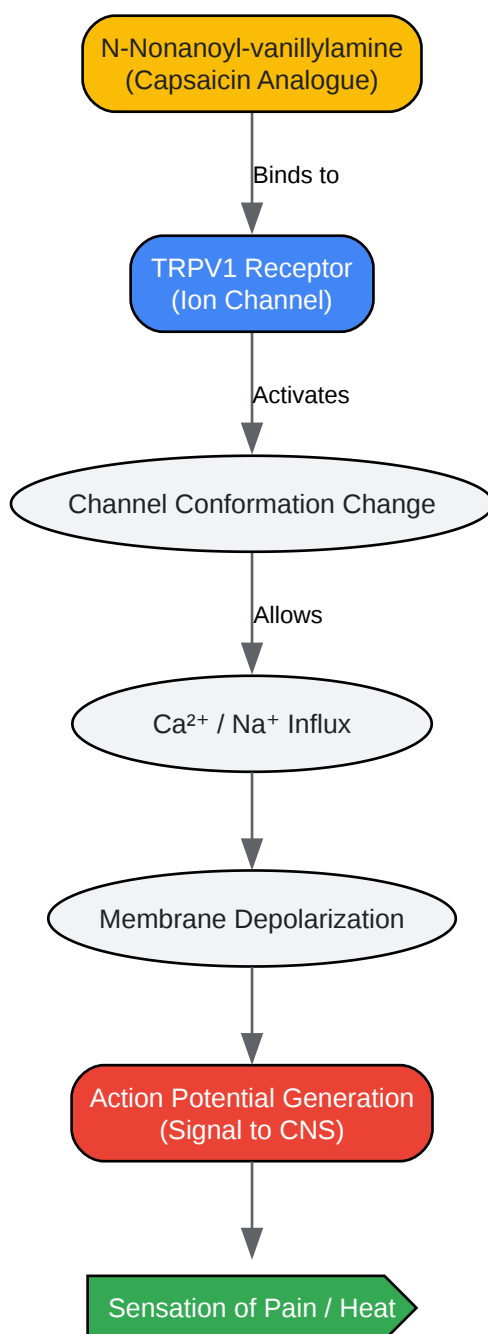 N-Nonanoyl-vanillylamine
(Capsaicin Analogue)
Binds to
TRPV1 Receptor
(Ion Channel)
Activates
Channel Conformation Change
Allows
Ca²⁺ / Na⁺ Influx
Membrane Depolarization
Action Potential Generation
(Signal to CNS)
Sensation of Pain / Heat